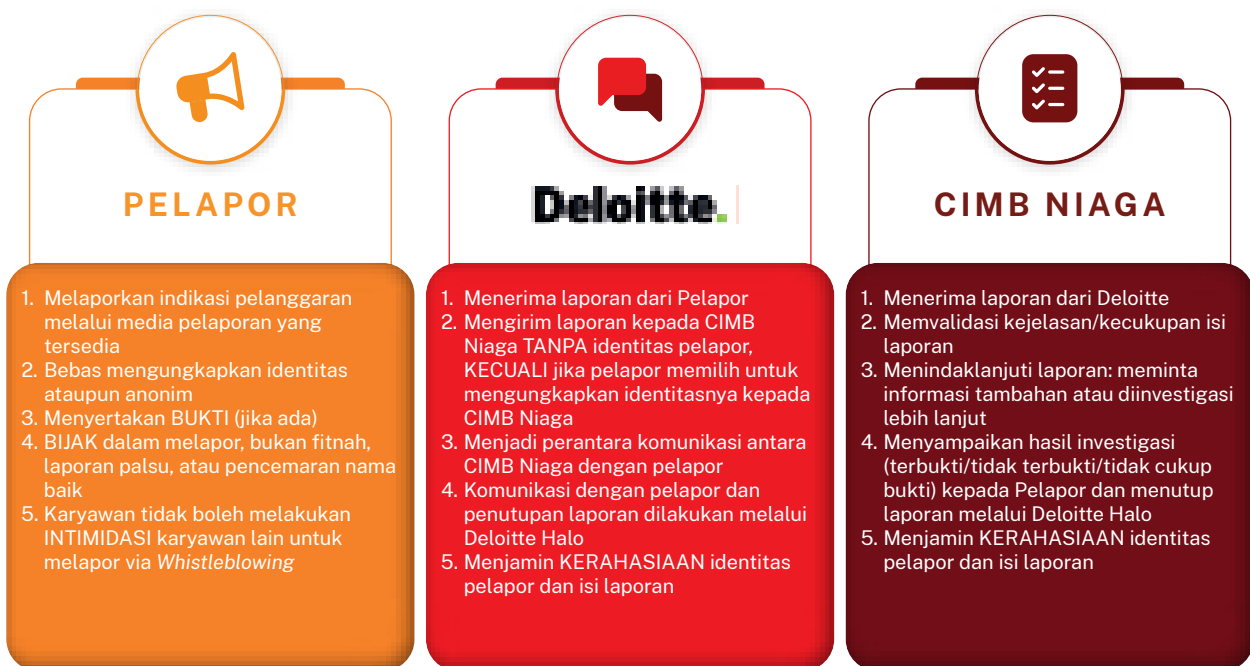 PELAPOR
1. Melaporkan indikasi pelanggaran
melalui media pelaporan yang
tersedia
2. Bebas mengungkapkan identitas
ataupun anonim
3. Menyertakan BUKTI (jika ada)
4. BIJAK dalam melapor, bukan fitnah,
laporan palsu, atau pencemaran nama
baik
5. Karyawan tidak boleh melakukan
INTIMIDASI karyawan lain untuk
melapor via Whistleblowing
Deloitte.
1. Menerima laporan dari Pelapor
2. Mengirim laporan kepada CIMB
Niaga TANPA identitas pelapor,
KECUALI jika pelapor memilih untuk
mengungkapkan identitasnya kepada
CIMB Niaga
3. Menjadi perantara komunikasi antara
CIMB Niaga dengan pelapor
4. Komunikasi dengan pelapor dan
penutupan laporan dilakukan melalui
Deloitte Halo
5. Menjamin KERAHASIAAN identitas
pelapor dan isi laporan
CIMB NIAGA
1. Menerima laporan dari Deloitte
2. Memvalidasi kejelasan/kecukupan isi
laporan
3. Menindaklanjuti laporan: meminta
informasi tambahan atau diinvestigasi
lebih lanjut
4. Menyampaikan hasil investigasi
(terbukti/tidak terbukti/tidak cukup
bukti) kepada Pelapor dan menutup
laporan melalui Deloitte Halo
5. Menjamin KERAHASIAAN identitas
pelapor dan isi laporan